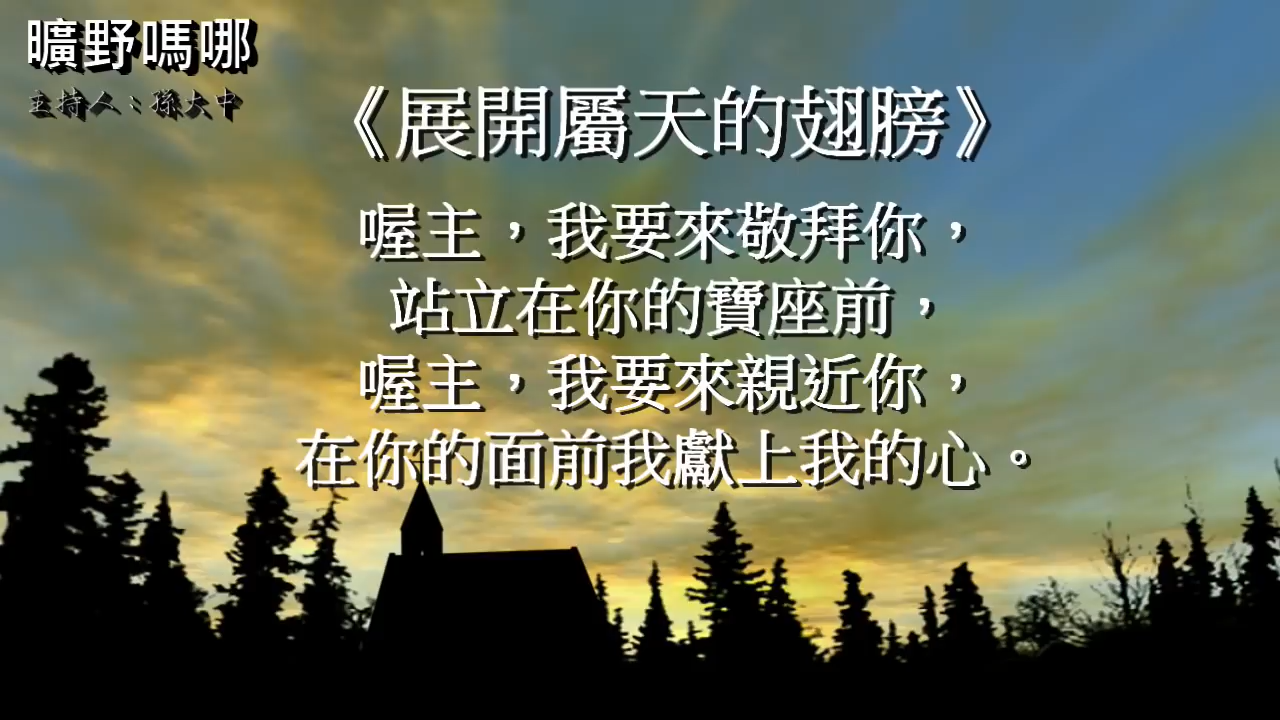 曠野嗎哪
主持人：孫大中
《展開屬天的翅膀》
喔主，我要來敬拜你，
站立在你的寶座前，
喔主，我要來親近你，
在你的面前我獻上我的心。